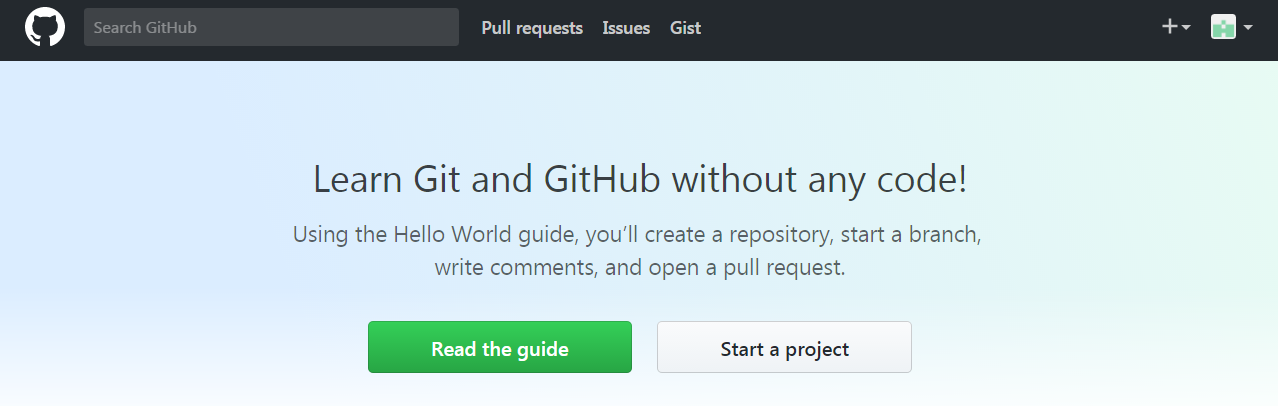 Search GitHub Pull requests Issues Gist
Learn Git and GitHub without any code!
Using the Hello World guide, you’ll create a repository, start a branch,
write comments, and open a pull request.
Read the guide Start a project